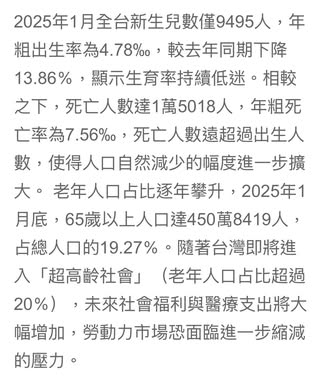 2025年1月全台新生兒數僅9495人，年
粗出生率為4.78‰，較去年同期下降
13.86%，顯示生育率持續低迷。相較
之下，死亡人數達1萬5018人，年粗死
亡率為7.56‰，死亡人數遠超過出生人
數，使得人口自然減少的幅度進一步擴
大。 老年人口占比逐年攀升，2025年1
月底，65歲以上人口達450萬8419人，
占總人口的19.27%。隨著台灣即將進
入「超高齡社會」（老年人口占比超過
20%），未來社會福利與醫療支出將大
幅增加，勞動力市場恐面臨進一步縮減
的壓力。